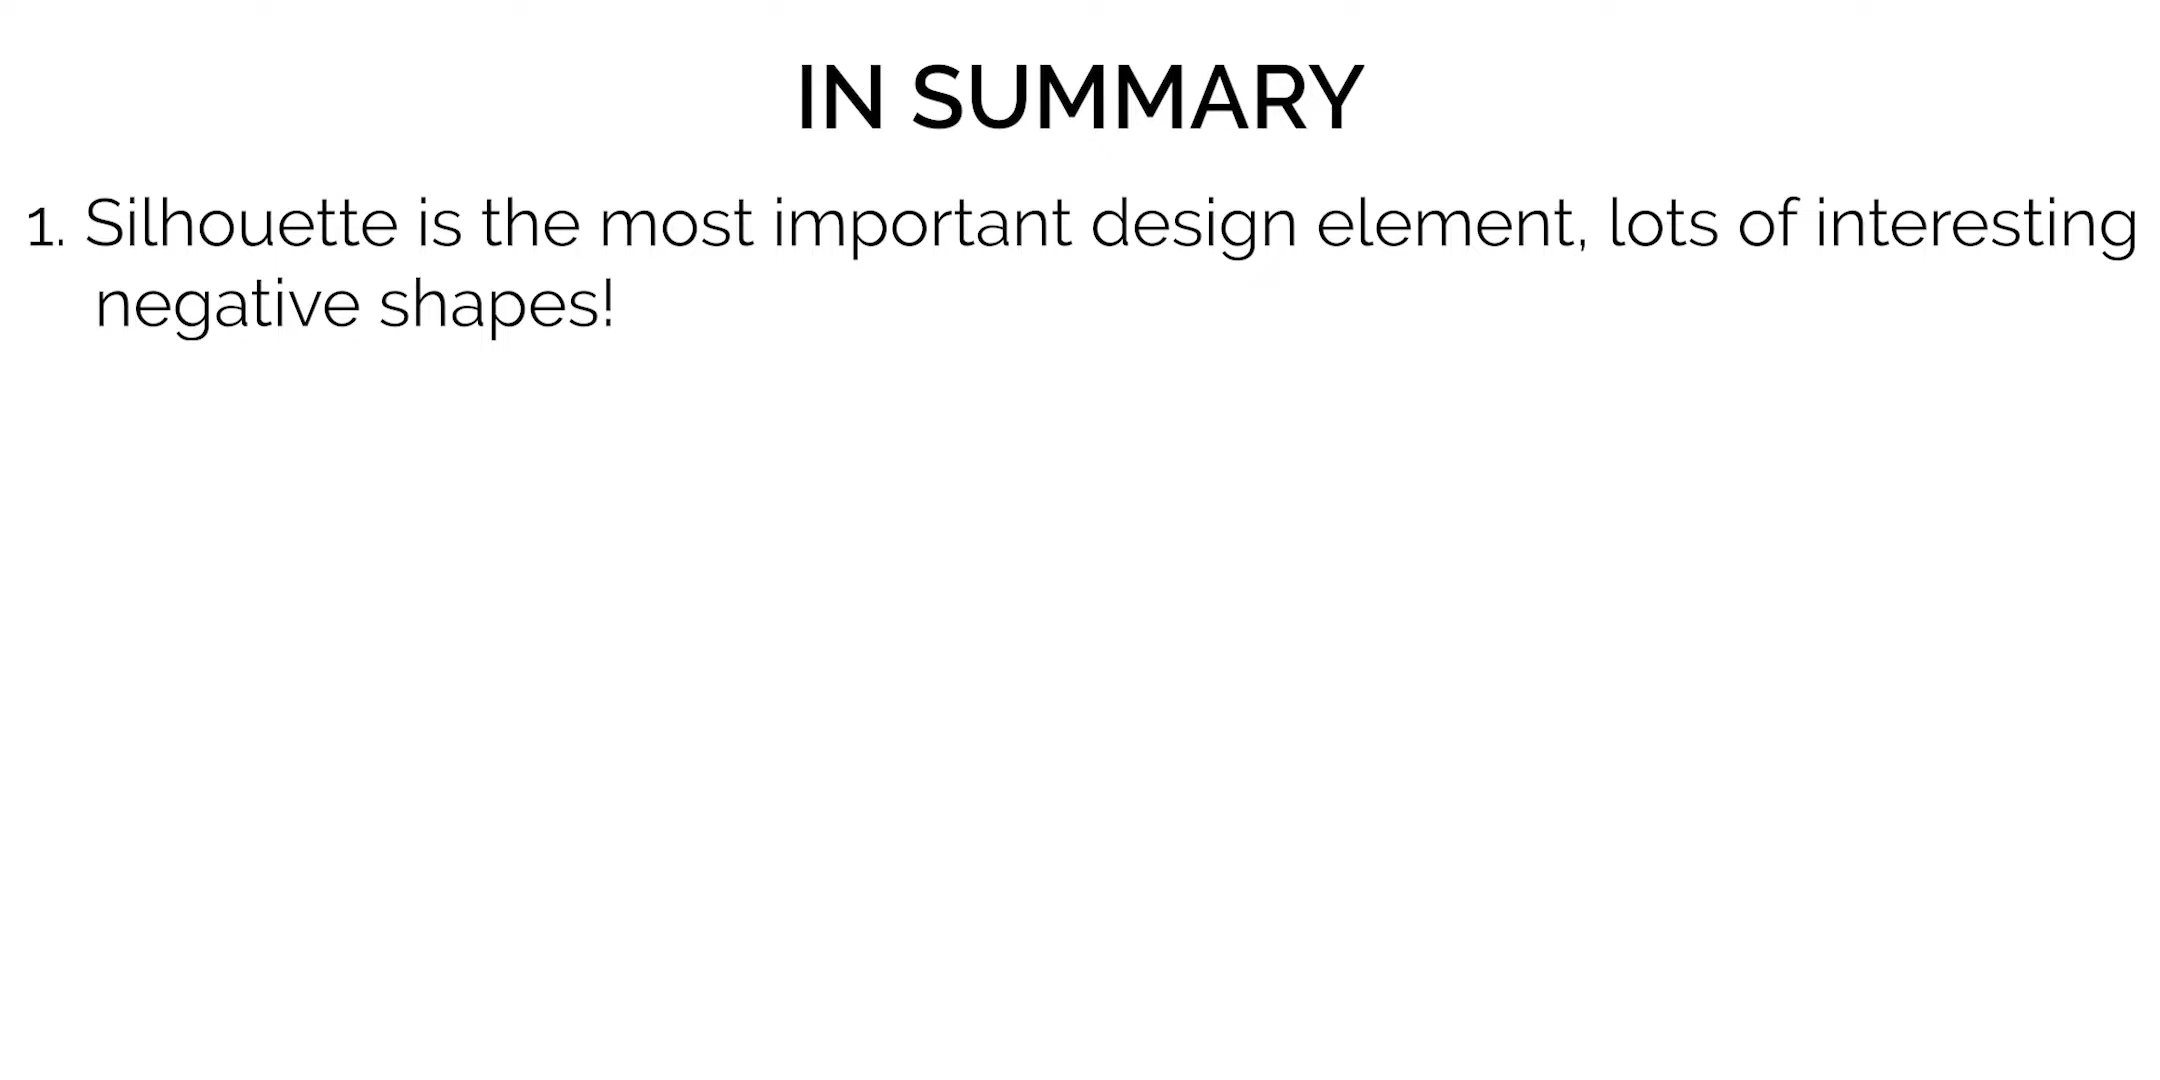 IN SUMMARY
1. Silhouette is the most important design element, lots of interesting
negative shapes!